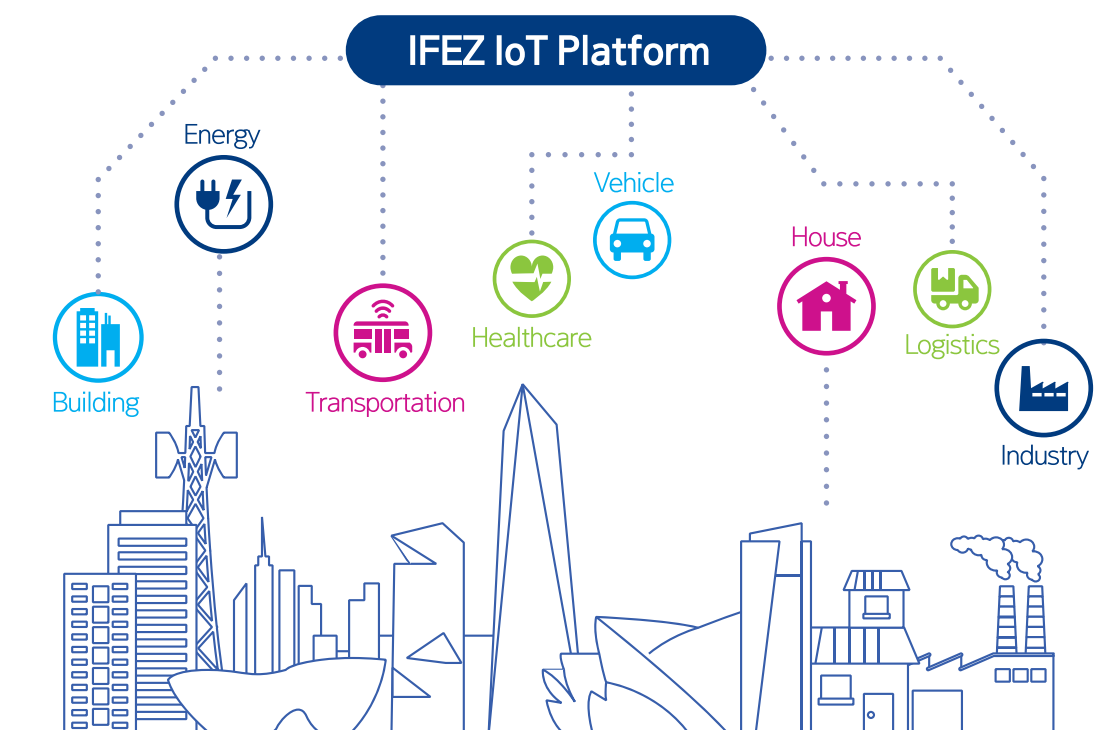 IFEZ IoT Platform
Energy
Vehicle
House
Healthcare
Logistics
Building
Transportation
Industry